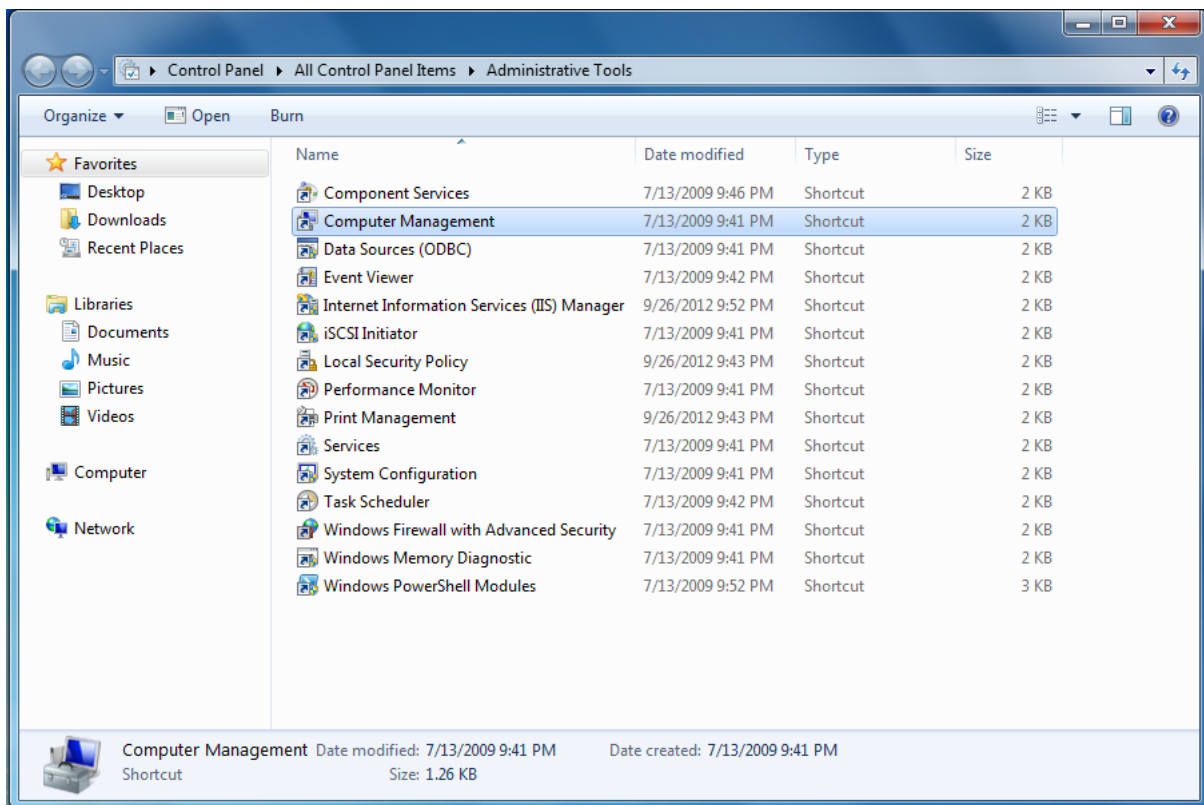 Control Panel ▸ All Control Panel Items ▸ Administrative Tools
Organize Open Burn
Favorites
Desktop
Downloads
Recent Places
Libraries
Documents
Music
Pictures
Videos
Computer
Network
Name Date modified Type Size
Component Services 7/13/2009 9:46 PM Shortcut 2 KB
Computer Management 7/13/2009 9:41 PM Shortcut 2 KB
Data Sources (ODBC) 7/13/2009 9:41 PM Shortcut 2 KB
Event Viewer 7/13/2009 9:42 PM Shortcut 2 KB
Internet Information Services (IIS) Manager 9/26/2012 9:52 PM Shortcut 2 KB
iSCSI Initiator 7/13/2009 9:41 PM Shortcut 2 KB
Local Security Policy 9/26/2012 9:43 PM Shortcut 2 KB
Performance Monitor 7/13/2009 9:41 PM Shortcut 2 KB
Print Management 9/26/2012 9:43 PM Shortcut 2 KB
Services 7/13/2009 9:41 PM Shortcut 2 KB
System Configuration 7/13/2009 9:41 PM Shortcut 2 KB
Task Scheduler 7/13/2009 9:42 PM Shortcut 2 KB
Windows Firewall with Advanced Security 7/13/2009 9:41 PM Shortcut 2 KB
Windows Memory Diagnostic 7/13/2009 9:41 PM Shortcut 2 KB
Windows PowerShell Modules 7/13/2009 9:52 PM Shortcut 3 KB
Computer Management Date modified: 7/13/2009 9:41 PM Date created: 7/13/2009 9:41 PM
Shortcut Size: 1.26 KB